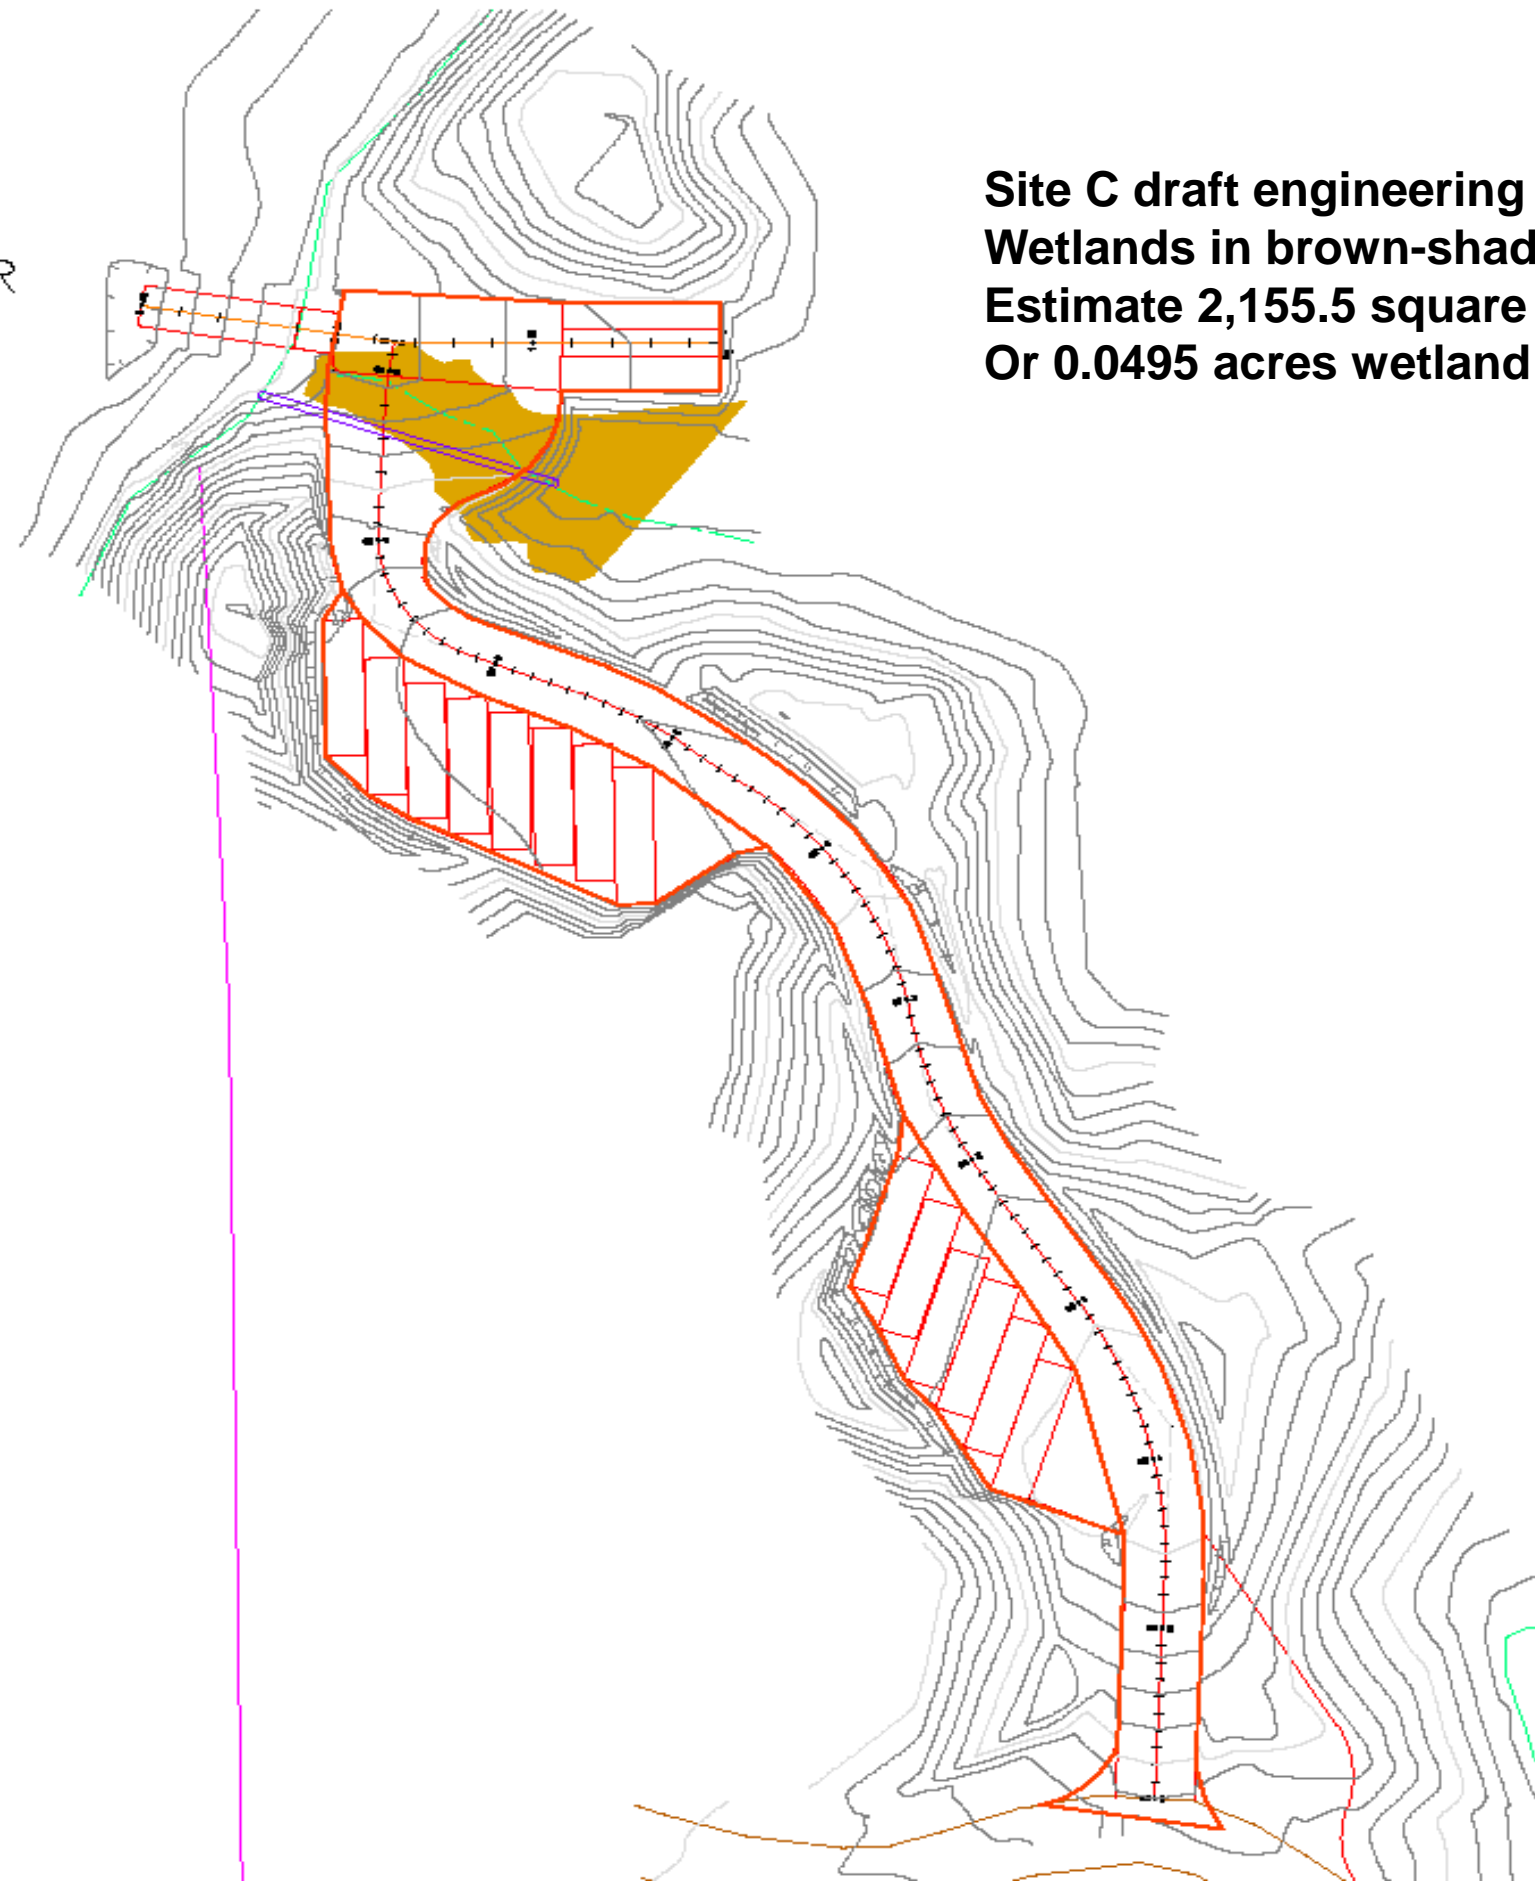 Site C draft engineering
Wetlands in brown-shad
Estimate 2,155.5 square
Or 0.0495 acres wetland
R